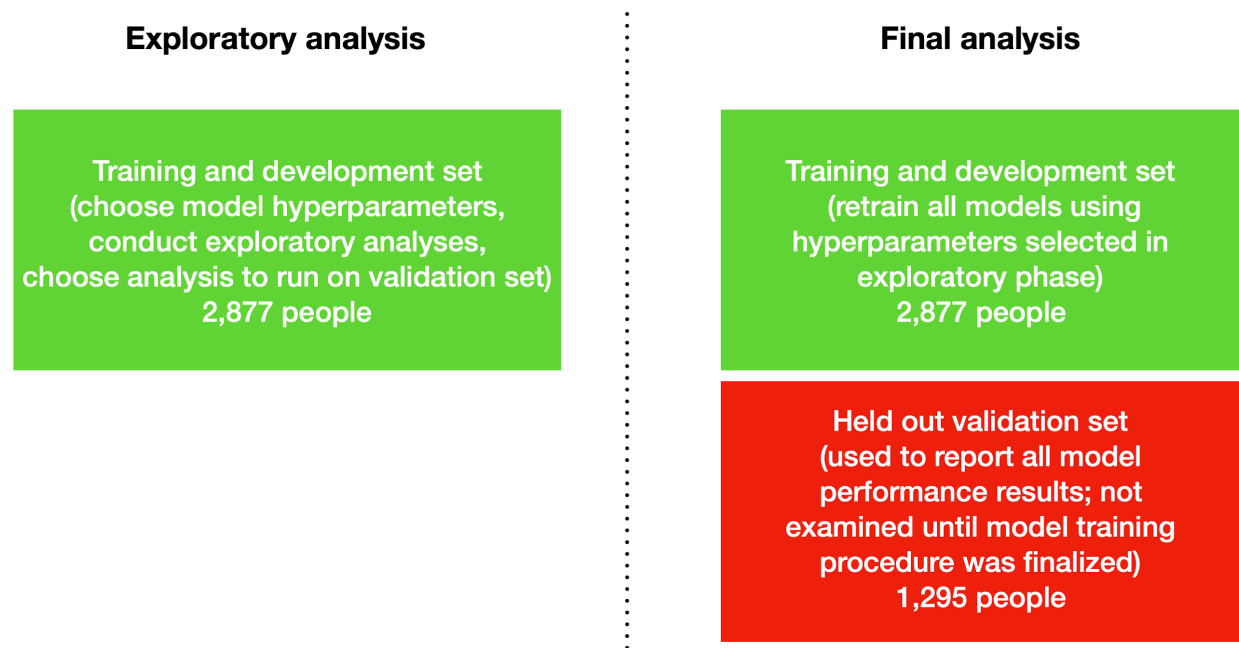 Exploratory analysis
Training and development set
(choose model hyperparameters,
conduct exploratory analyses,
choose analysis to run on validation set)
2,877 people
Final analysis
Training and development set
(retrain all models using
hyperparameters selected in
exploratory phase)
2,877 people
Held out validation set
(used to report all model
performance results; not
examined until model training
procedure was finalized)
1,295 people